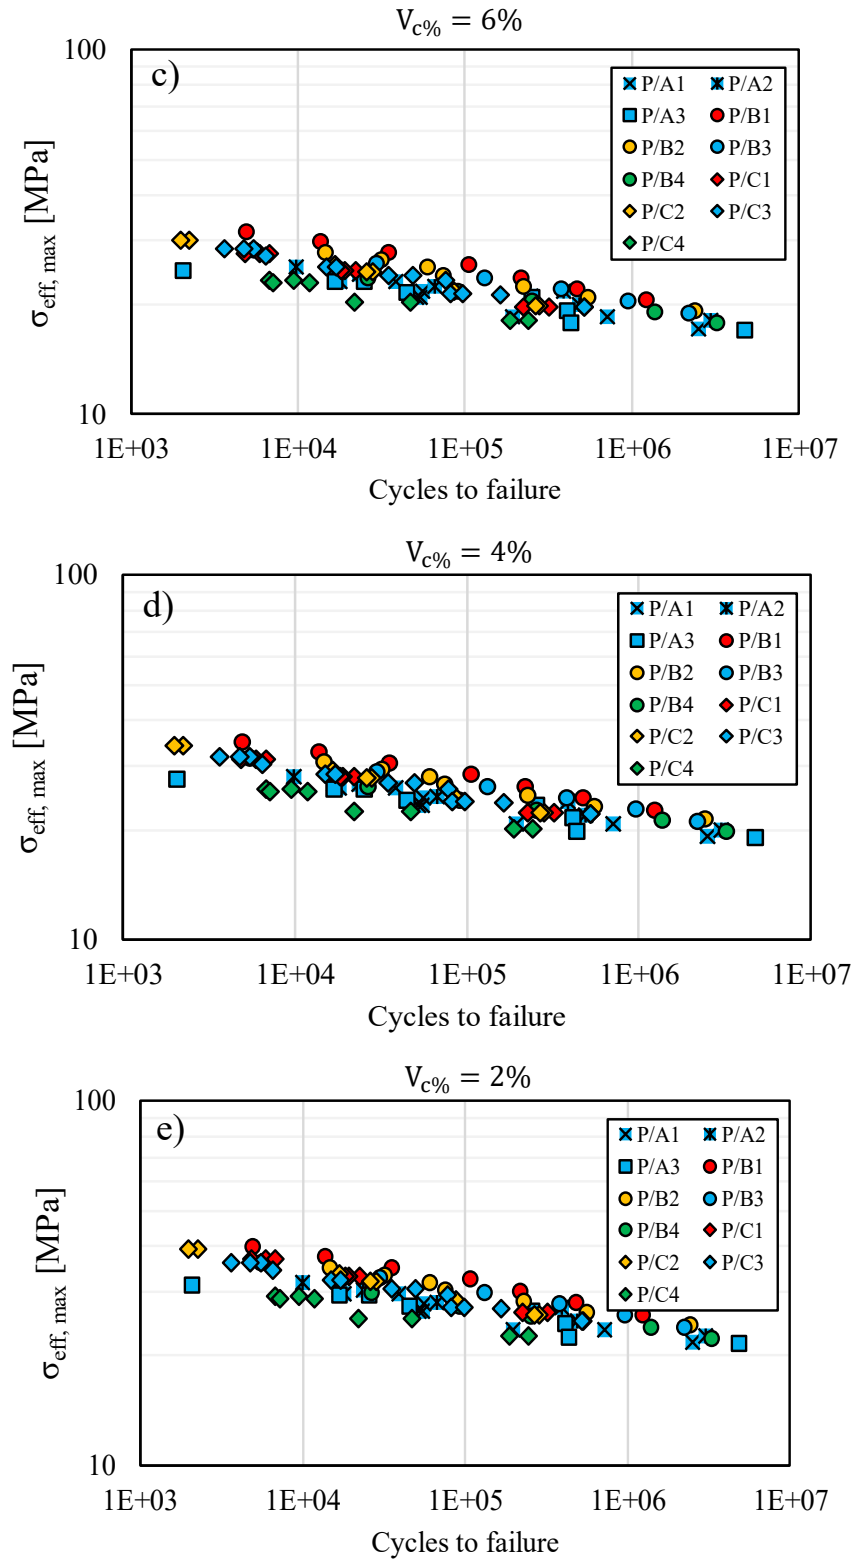 V_c% = 6%
100
c)
P/A1 P/A2
P/A3 P/B1
P/B2 P/B3
P/B4 P/C1
P/C2 P/C3
P/C4
σ_eff, max [MPa]
10
1E+03 1E+04 1E+05 1E+06 1E+07
Cycles to failure
V_c% = 4%
100
d)
P/A1 P/A2
P/A3 P/B1
P/B2 P/B3
P/B4 P/C1
P/C2 P/C3
P/C4
σ_eff, max [MPa]
10
1E+03 1E+04 1E+05 1E+06 1E+07
Cycles to failure
V_c% = 2%
100
e)
P/A1 P/A2
P/A3 P/B1
P/B2 P/B3
P/B4 P/C1
P/C2 P/C3
P/C4
σ_eff, max [MPa]
10
1E+03 1E+04 1E+05 1E+06 1E+07
Cycles to failure